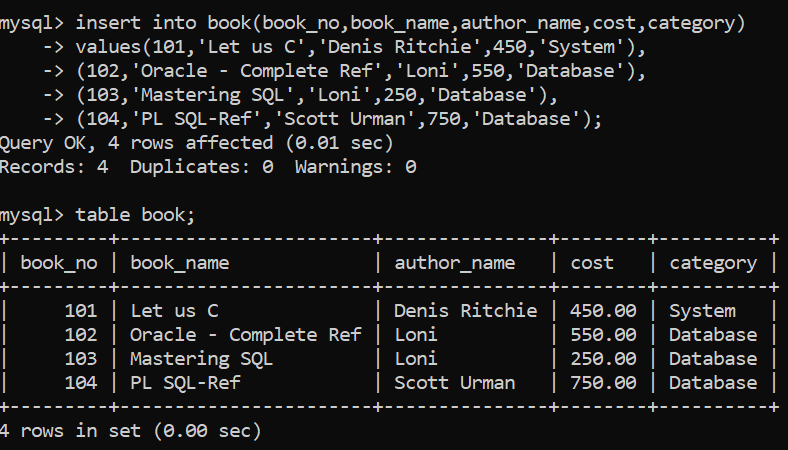 mysql> insert into book(book_no,book_name,author_name,cost,category)
    -> values(101,'Let us C','Denis Ritchie',450,'System'),
    -> (102,'Oracle - Complete Ref','Loni',550,'Database'),
    -> (103,'Mastering SQL','Loni',250,'Database'),
    -> (104,'PL SQL-Ref','Scott Urman',750,'Database');
Query OK, 4 rows affected (0.01 sec)
Records: 4  Duplicates: 0  Warnings: 0

mysql> table book;
+---------+-----------------------+---------------+--------+----------+
| book_no | book_name             | author_name   | cost   | category |
+---------+-----------------------+---------------+--------+----------+
|     101 | Let us C              | Denis Ritchie | 450.00 | System   |
|     102 | Oracle - Complete Ref | Loni          | 550.00 | Database |
|     103 | Mastering SQL         | Loni          | 250.00 | Database |
|     104 | PL SQL-Ref            | Scott Urman   | 750.00 | Database |
+---------+-----------------------+---------------+--------+----------+
4 rows in set (0.00 sec)